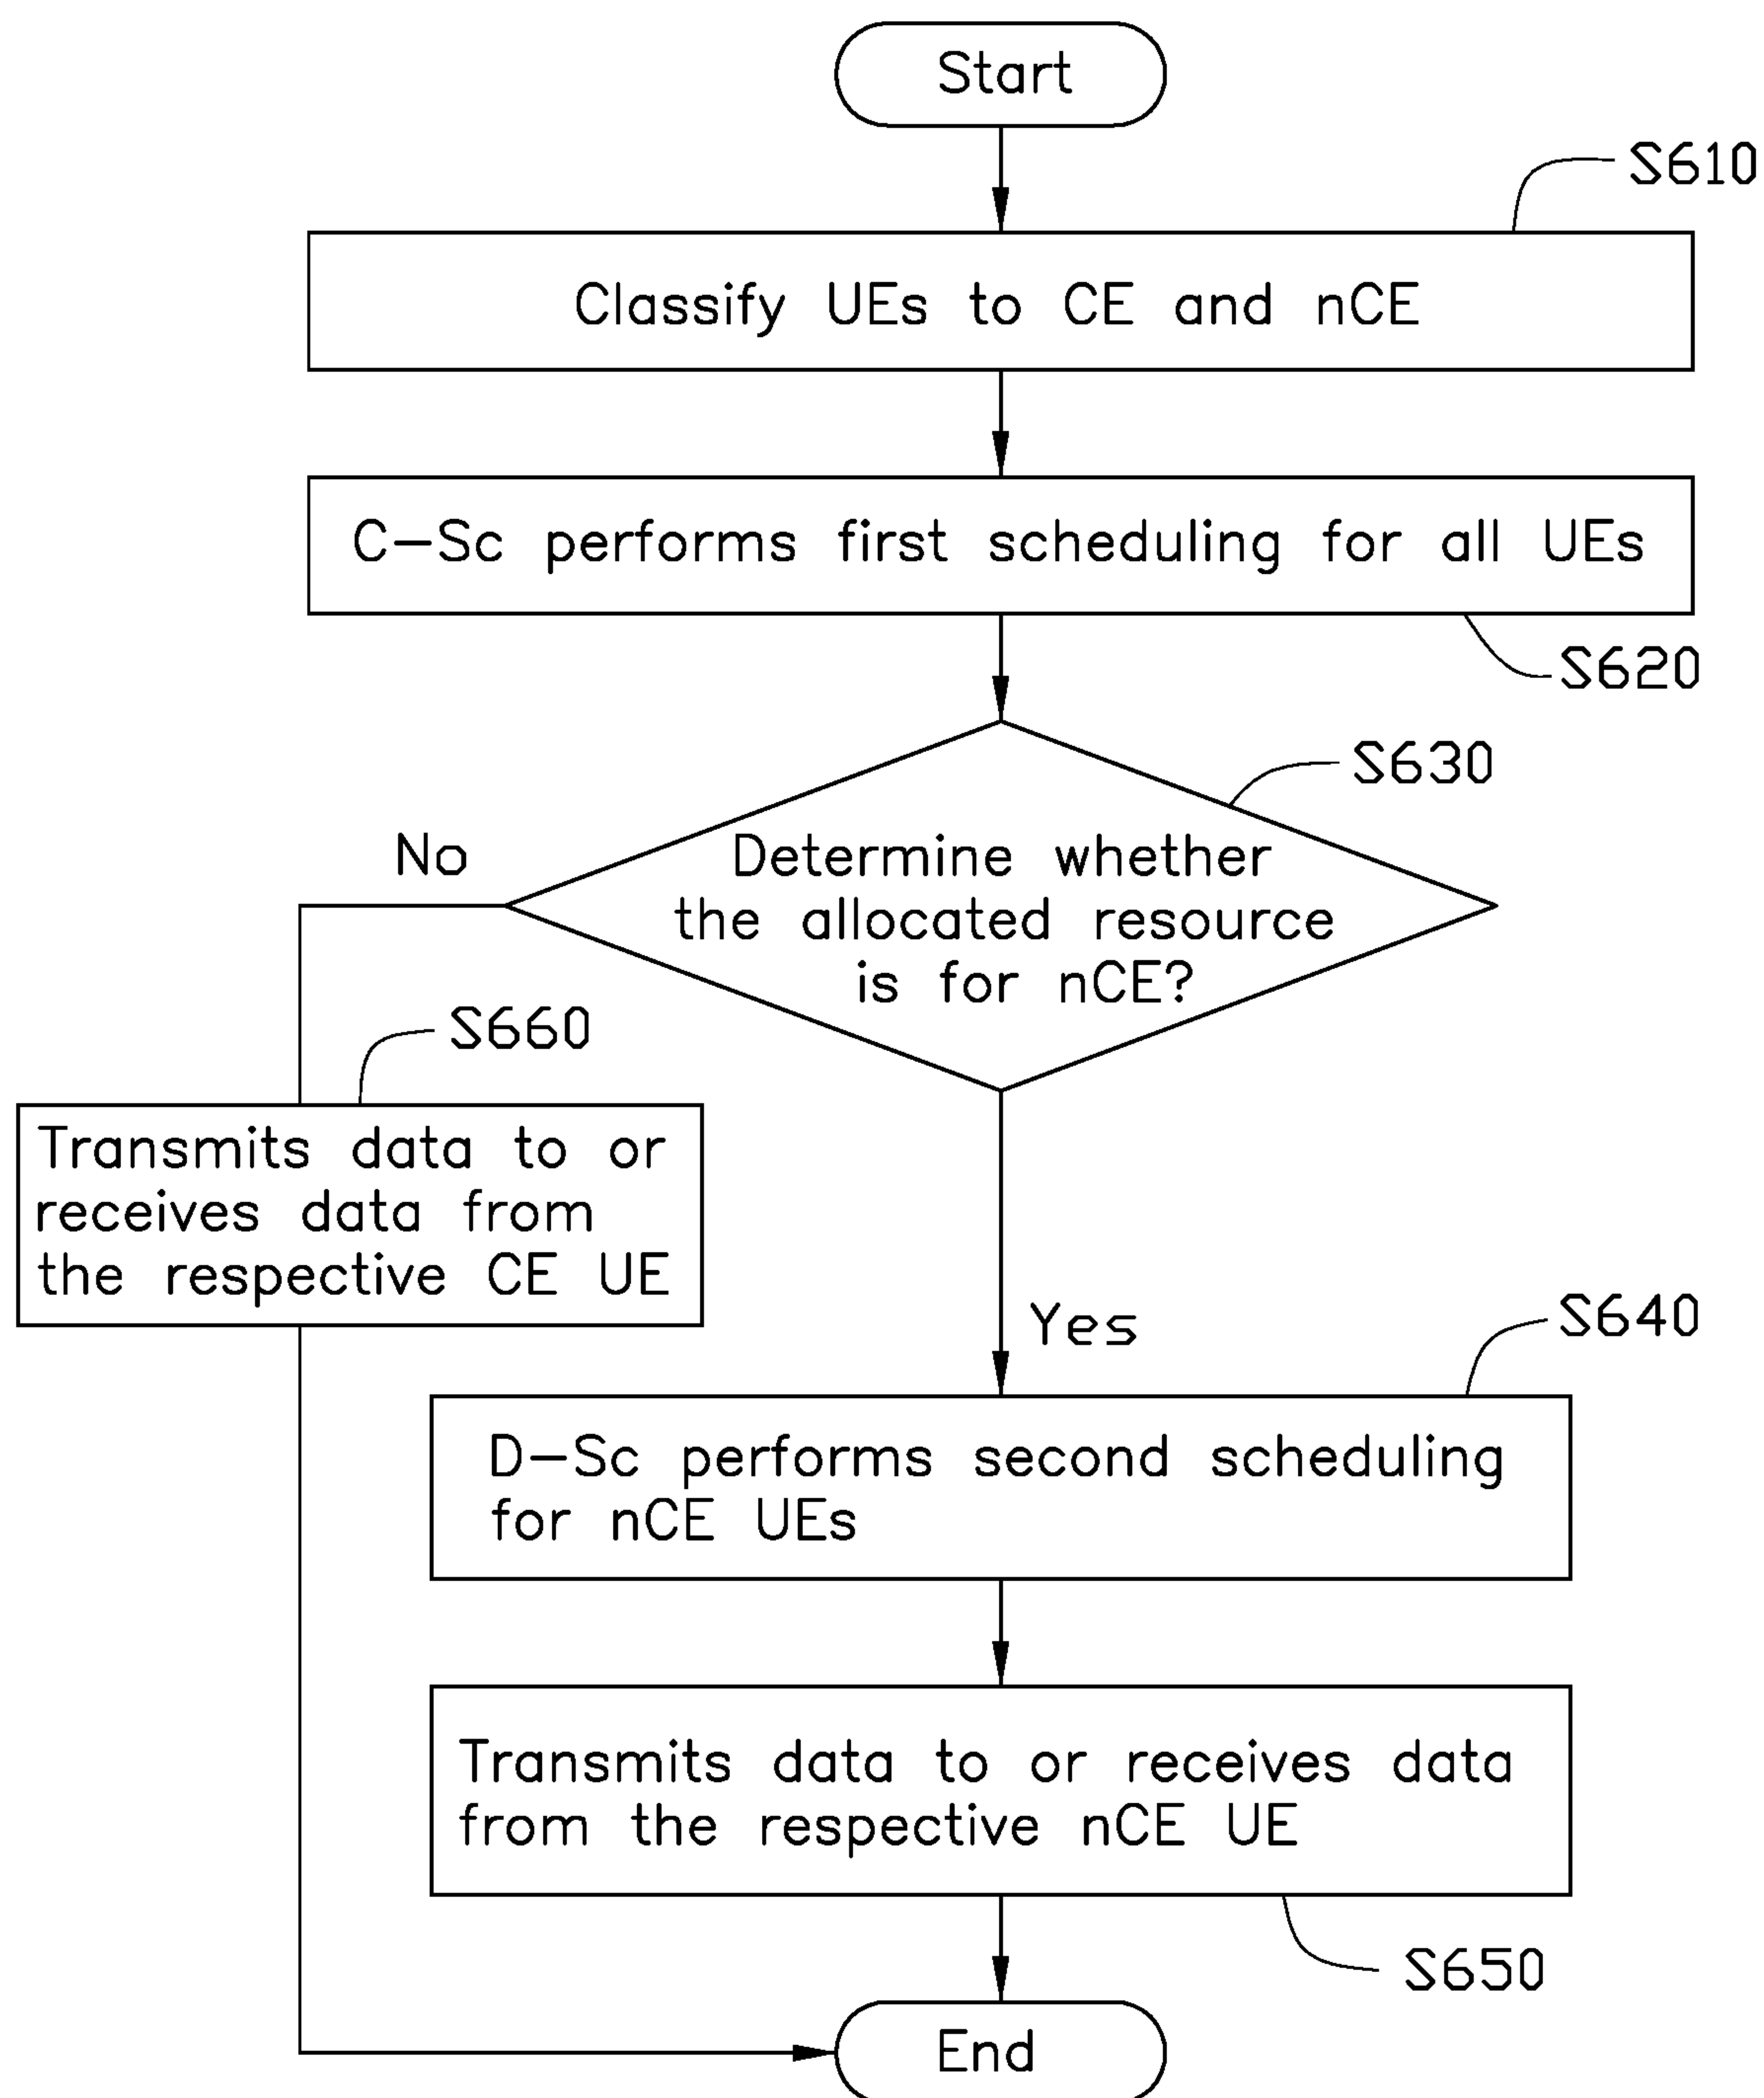 Start
S610
Classify UEs to CE and nCE
C-Sc performs first scheduling for all UEs
S620
S630
No
Determine whether
the allocated resource
is for nCE?
S660
Transmits data to or
receives data from
the respective CE UE
Yes
S640
D-Sc performs second scheduling
for nCE UEs
Transmits data to or receives data
from the respective nCE UE
S650
End